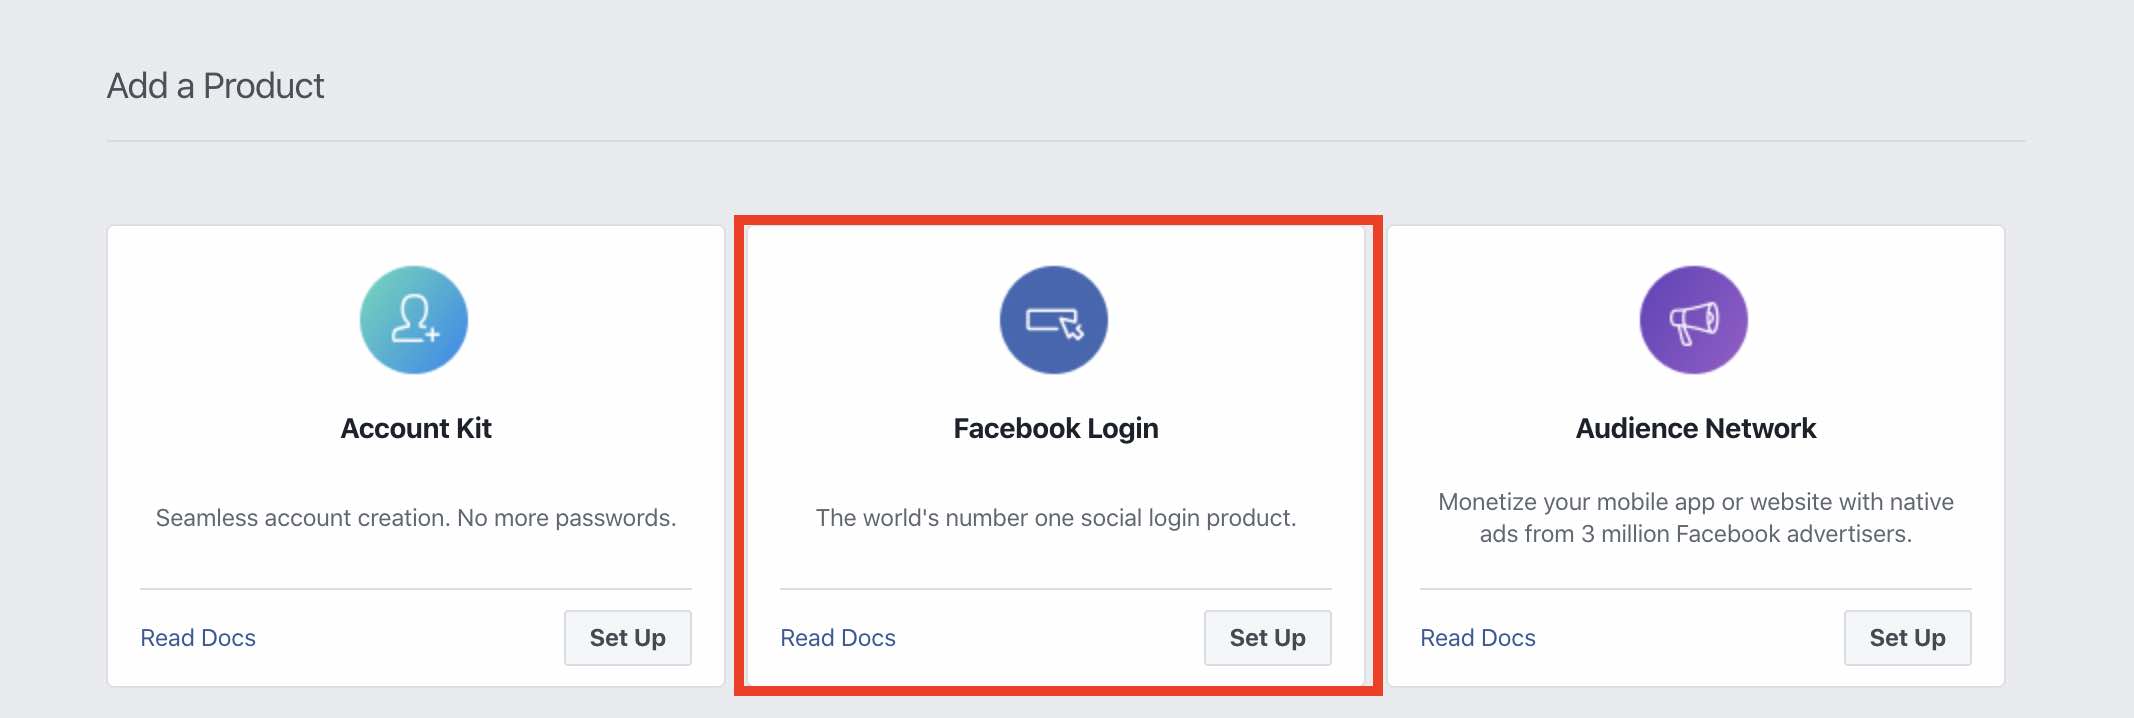 Add a Product
Account Kit
Seamless account creation. No more passwords.
Read Docs
Set Up
Facebook Login
The world's number one social login product.
Read Docs
Set Up
Audience Network
Monetize your mobile app or website with native
ads from 3 million Facebook advertisers.
Read Docs
Set Up